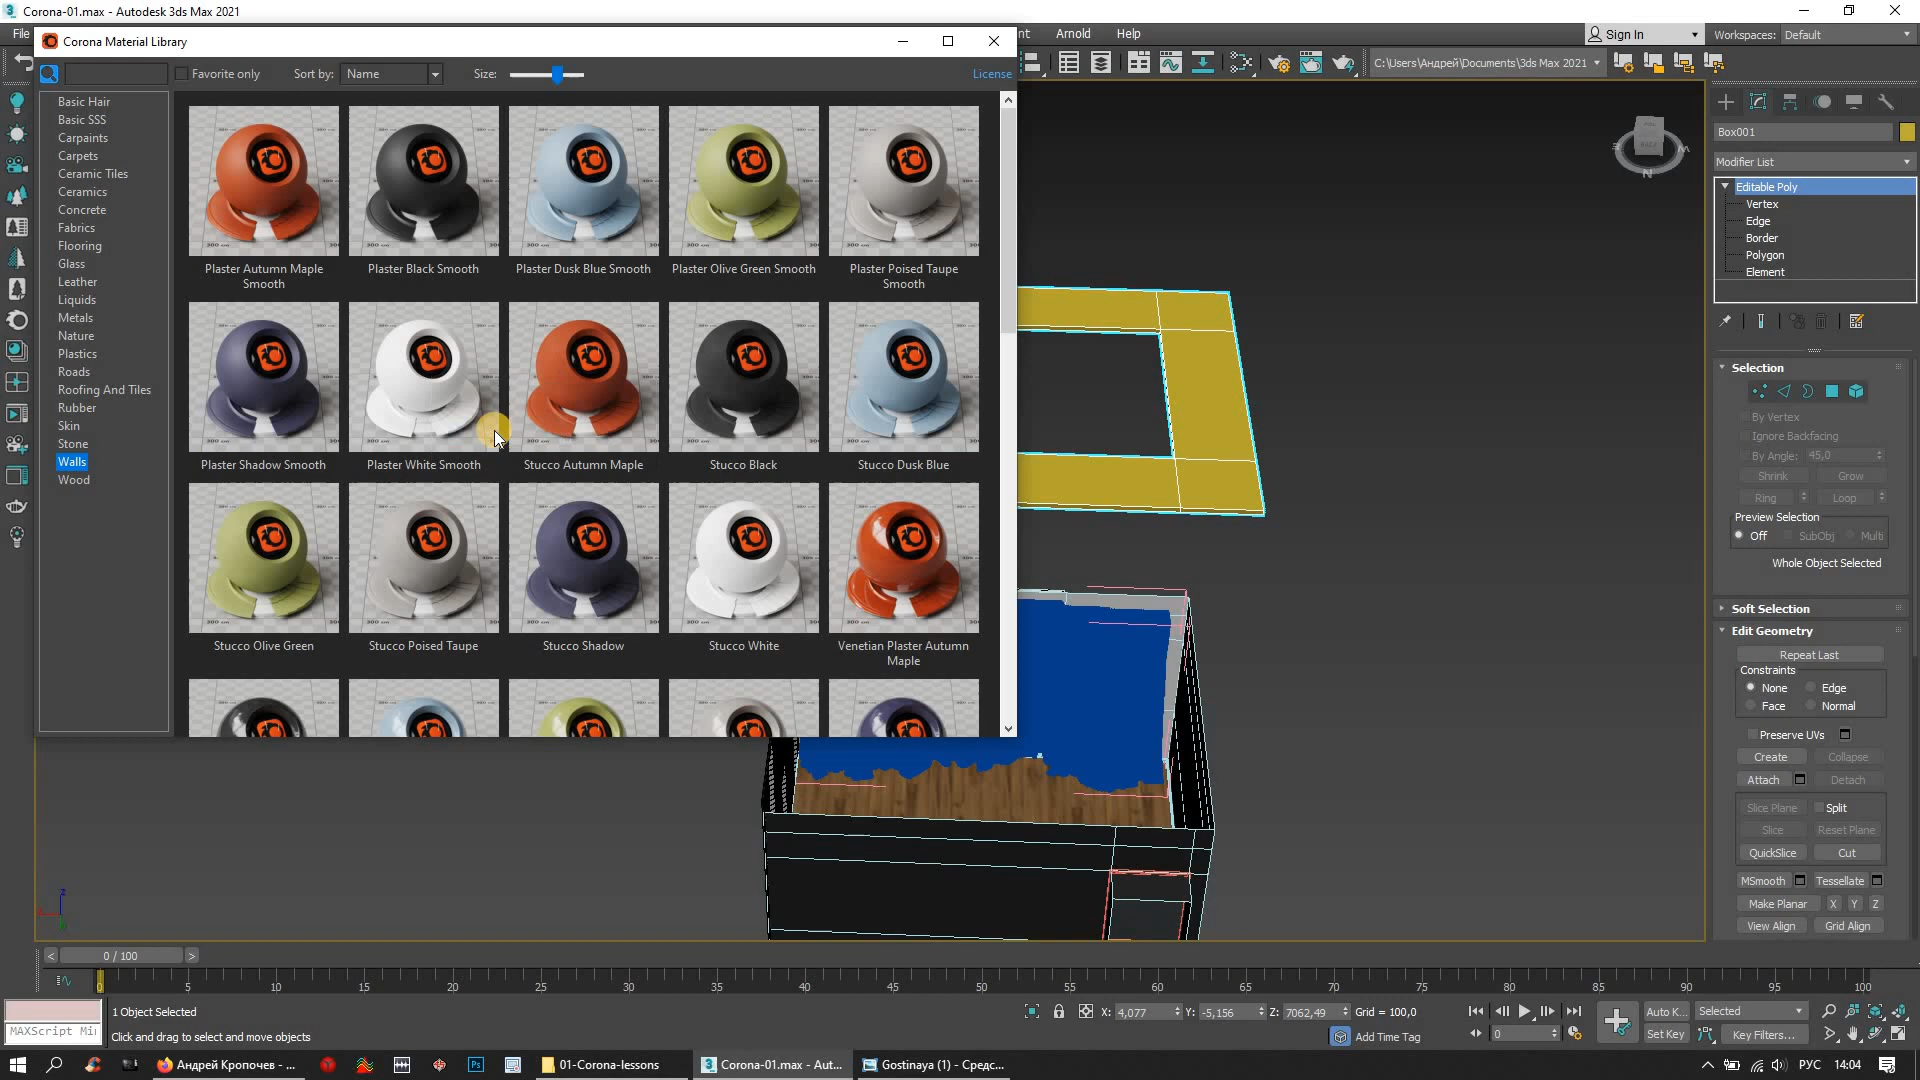 Corona-01.max - Autodesk 3ds Max 2021
File
Arnold
Help
Sign In
Workspaces: Default
Corona Material Library
Favorite only
Sort by: Name
Size:
License
C:\Users\Андрей\Documents\3ds Max 2021
Basic Hair
Basic SSS
Carpaints
Carpets
Ceramic Tiles
Ceramics
Concrete
Fabrics
Flooring
Glass
Leather
Liquids
Metals
Nature
Plastics
Roads
Roofing And Tiles
Rubber
Skin
Stone
Walls
Wood
Plaster Autumn Maple Smooth
Plaster Black Smooth
Plaster Dusk Blue Smooth
Plaster Olive Green Smooth
Plaster Poised Taupe Smooth
Plaster Shadow Smooth
Plaster White Smooth
Stucco Autumn Maple
Stucco Black
Stucco Dusk Blue
Stucco Olive Green
Stucco Poised Taupe
Stucco Shadow
Stucco White
Venetian Plaster Autumn Maple
Box001
Modifier List
Editable Poly
Vertex
Edge
Border
Polygon
Element
Selection
By Vertex
Ignore Backfacing
By Angle: 45,0
Shrink Grow
Ring Loop
Preview Selection
Off SubObj Multi
Whole Object Selected
Soft Selection
Edit Geometry
Repeat Last
Constraints
None Edge
Face Normal
Preserve UVs
Create Collapse
Attach Detach
Slice Plane Split
Slice Reset Plane
QuickSlice Cut
MSmooth Tessellate
Make Planar X Y Z
View Align Grid Align
< 0 / 100 >
0 5 10 15 20 25 30 35 40 45 50 55 60 65 70 75 80 85 90 95 100
1 Object Selected
X: 4,077 Y: -5,156 Z: 7062,49 Grid = 100,0
Auto K... Selected
MAXScript Mi
Click and drag to select and move objects
Add Time Tag
0
Set Key Key Filters...
Андрей Кропочев - ...
01-Corona-lessons
Corona-01.max - Aut...
Gostinaya (1) - Средс...
РУС
14:04